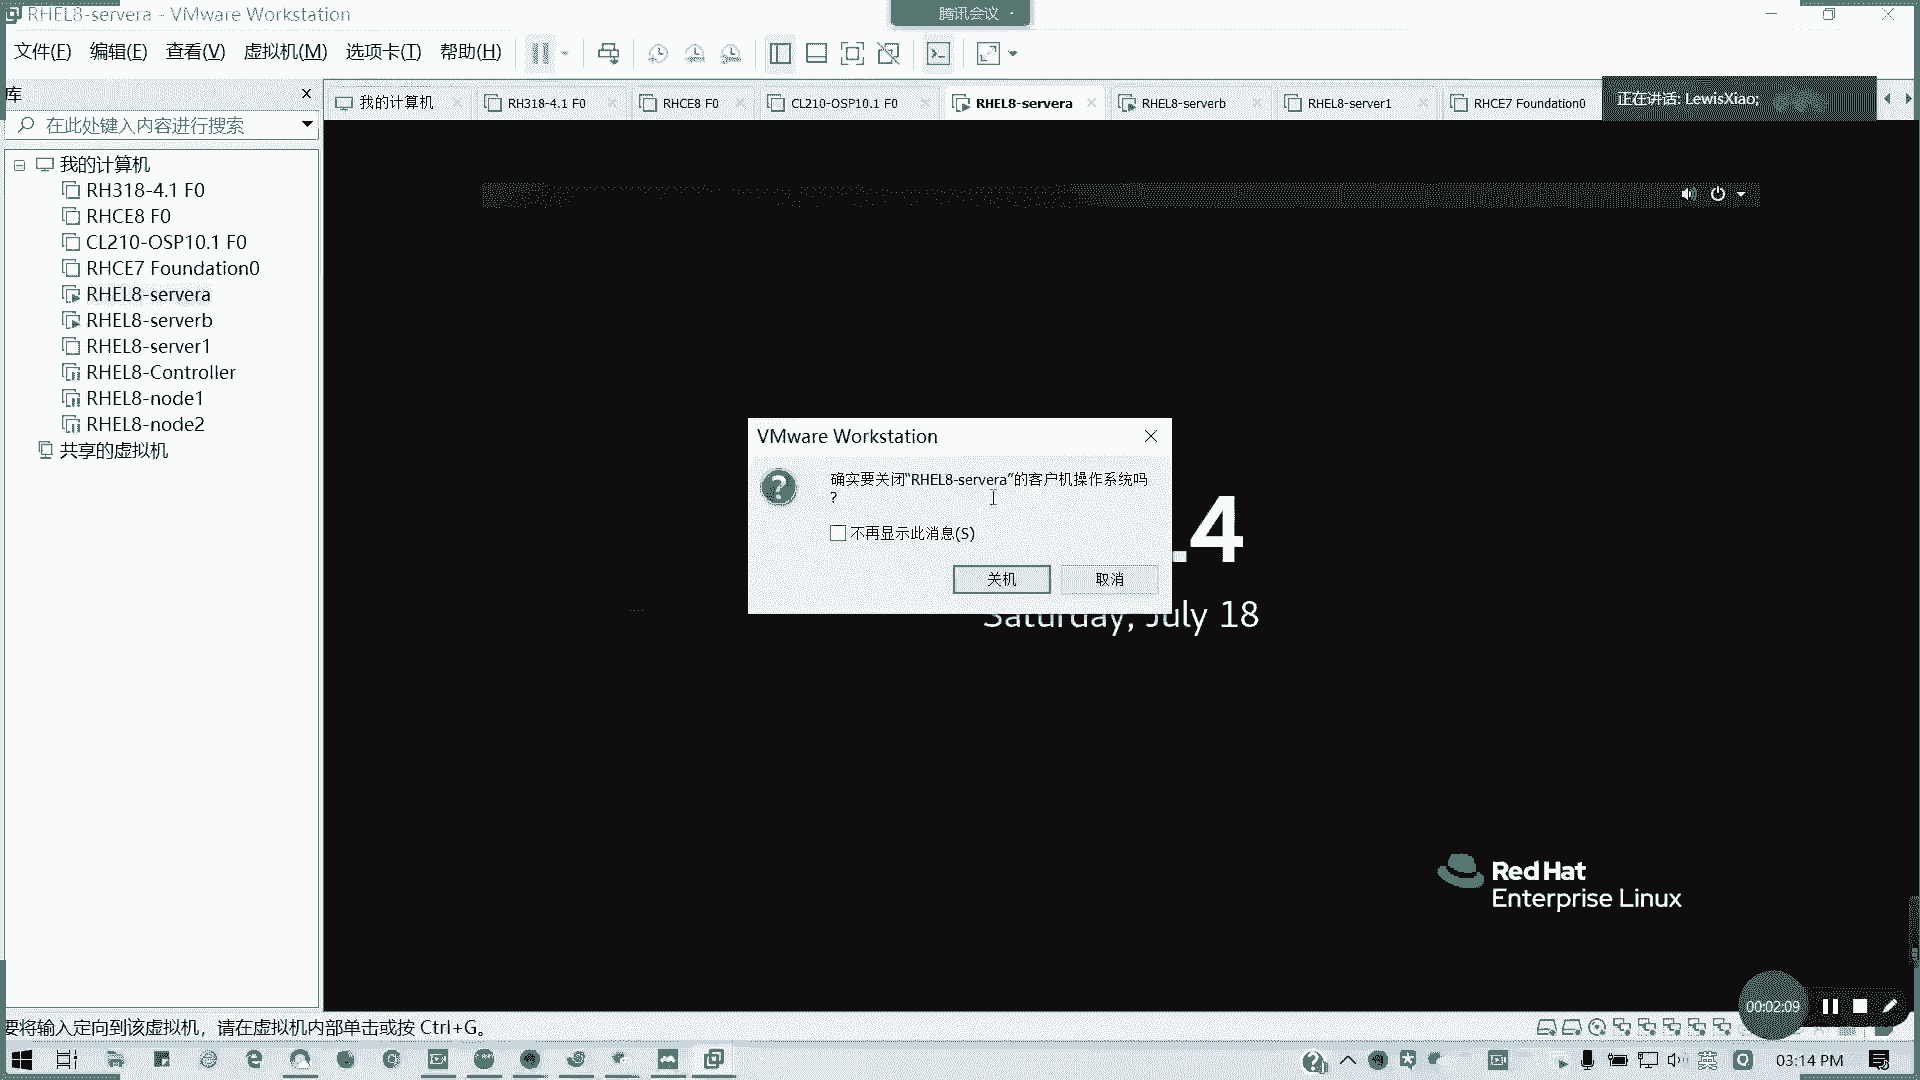 RHEL8-servera - VMware Workstation
腾讯会议
文件(F) 编辑(E) 查看(V) 虚拟机(M) 选项卡(T) 帮助(H)
库
在此处键入内容进行搜索
我的计算机
RH318-4.1 F0
RHCE8 F0
CL210-OSP10.1 F0
RHCE7 Foundation0
RHEL8-servera
RHEL8-serverb
RHEL8-server1
RHEL8-Controller
RHEL8-node1
RHEL8-node2
共享的虚拟机
我的计算机 RH318-4.1 F0 RHCE8 F0 CL210-OSP10.1 F0 RHEL8-servera RHEL8-serverb RHEL8-server1 RHCE7 Foundation0
正在讲话: LewisXiao;
VMware Workstation
确实要关闭“RHEL8-servera”的客户机操作系统吗
?
不再显示此消息(S)
关机 取消
.4
Saturday, July 18
Red Hat
Enterprise Linux
00:02:09
要将输入定向到该虚拟机，请在虚拟机内部单击或按 Ctrl+G。
英
03:14 PM